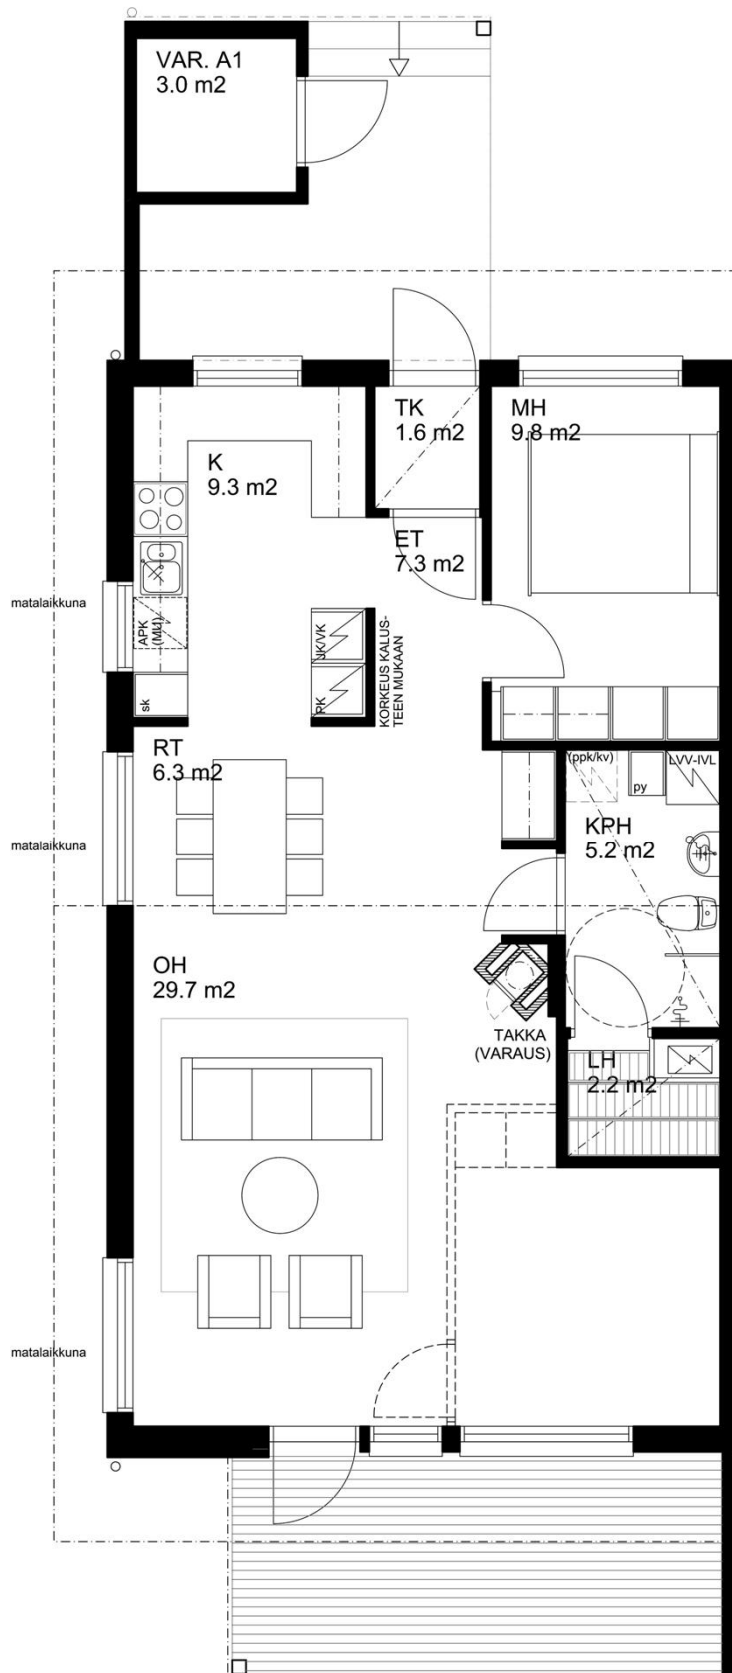 VAR. A1
3.0 m2
TK
1.6 m2
MH
9.8 m2
K
9.3 m2
ET
7.3 m2
matalaikkuna
APK
(MU)
JK/VK
PK
KORKEUS KALUS-
TEEN MUKAAN
sk
RT
6.3 m2
(ppk/kv)
py
LVV-IVL
KPH
5.2 m2
matalaikkuna
OH
29.7 m2
TAKKA
(VARAUS)
LH
2.2 m2
matalaikkuna